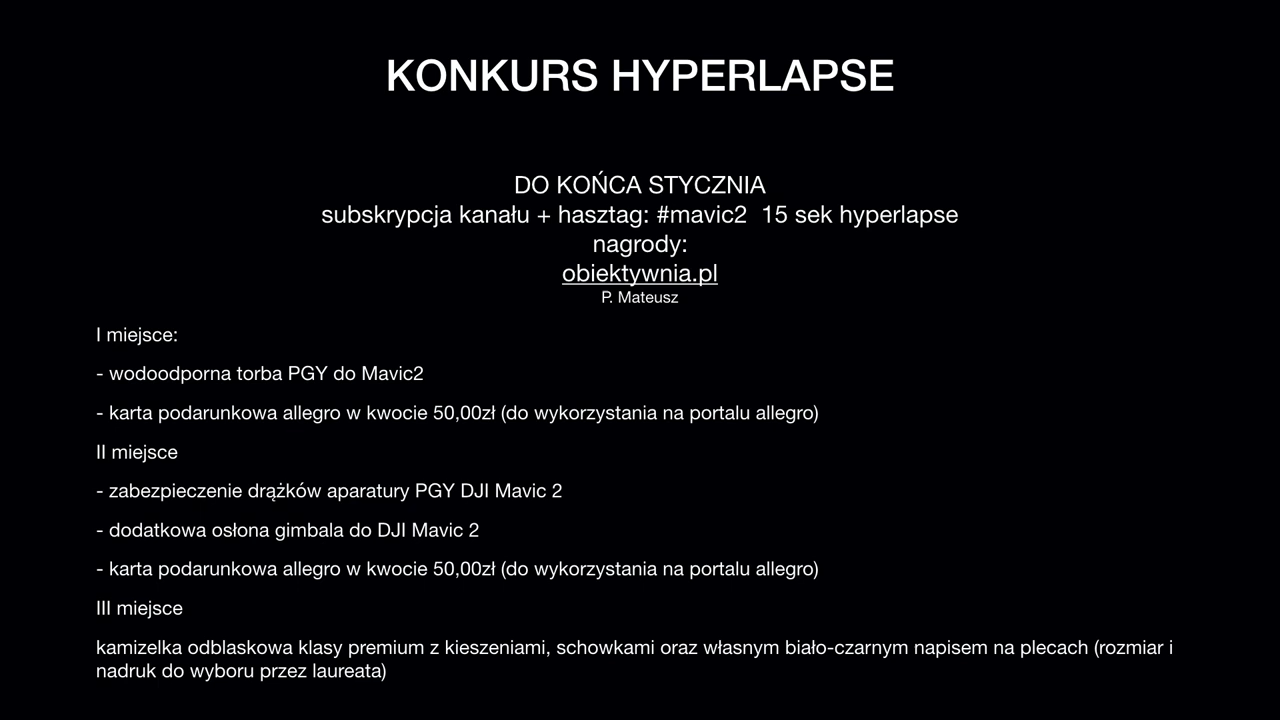 KONKURS HYPERLAPSE
DO KOŃCA STYCZNIA
subskrypcja kanału + hasztag: #mavic2  15 sek hyperlapse
nagrody:
obiektywnia.pl
P. Mateusz
I miejsce:
- wodoodporna torba PGY do Mavic2
- karta podarunkowa allegro w kwocie 50,00zł (do wykorzystania na portalu allegro)
II miejsce
- zabezpieczenie drążków aparatury PGY DJI Mavic 2
- dodatkowa osłona gimbala do DJI Mavic 2
- karta podarunkowa allegro w kwocie 50,00zł (do wykorzystania na portalu allegro)
III miejsce
kamizelka odblaskowa klasy premium z kieszeniami, schowkami oraz własnym biało-czarnym napisem na plecach (rozmiar i
nadruk do wyboru przez laureata)